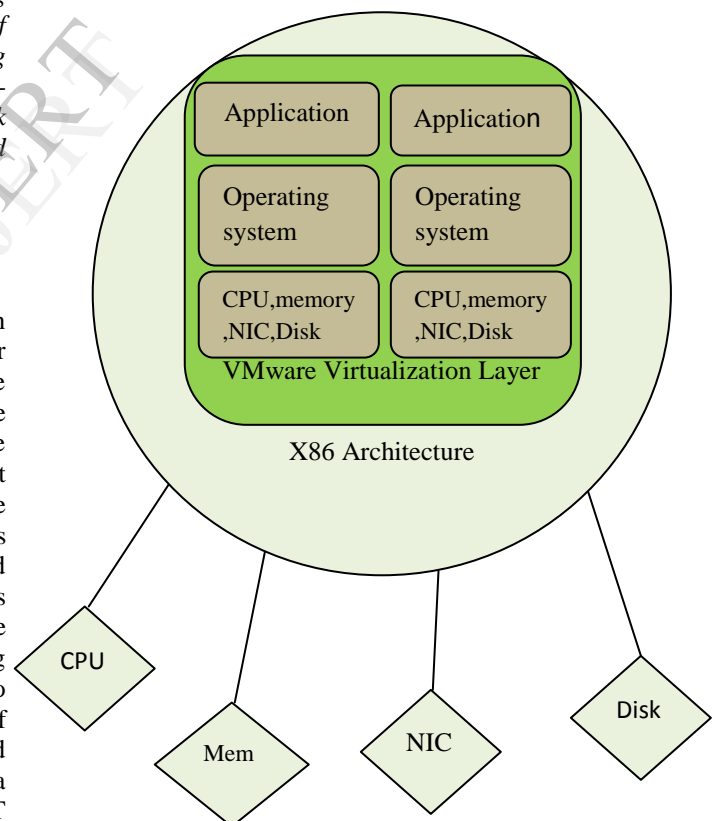 Application
Application
Operating
system
Operating
system
CPU,memory
,NIC,Disk
CPU,memory
,NIC,Disk
VMware Virtualization Layer
X86 Architecture
CPU
Mem
NIC
Disk